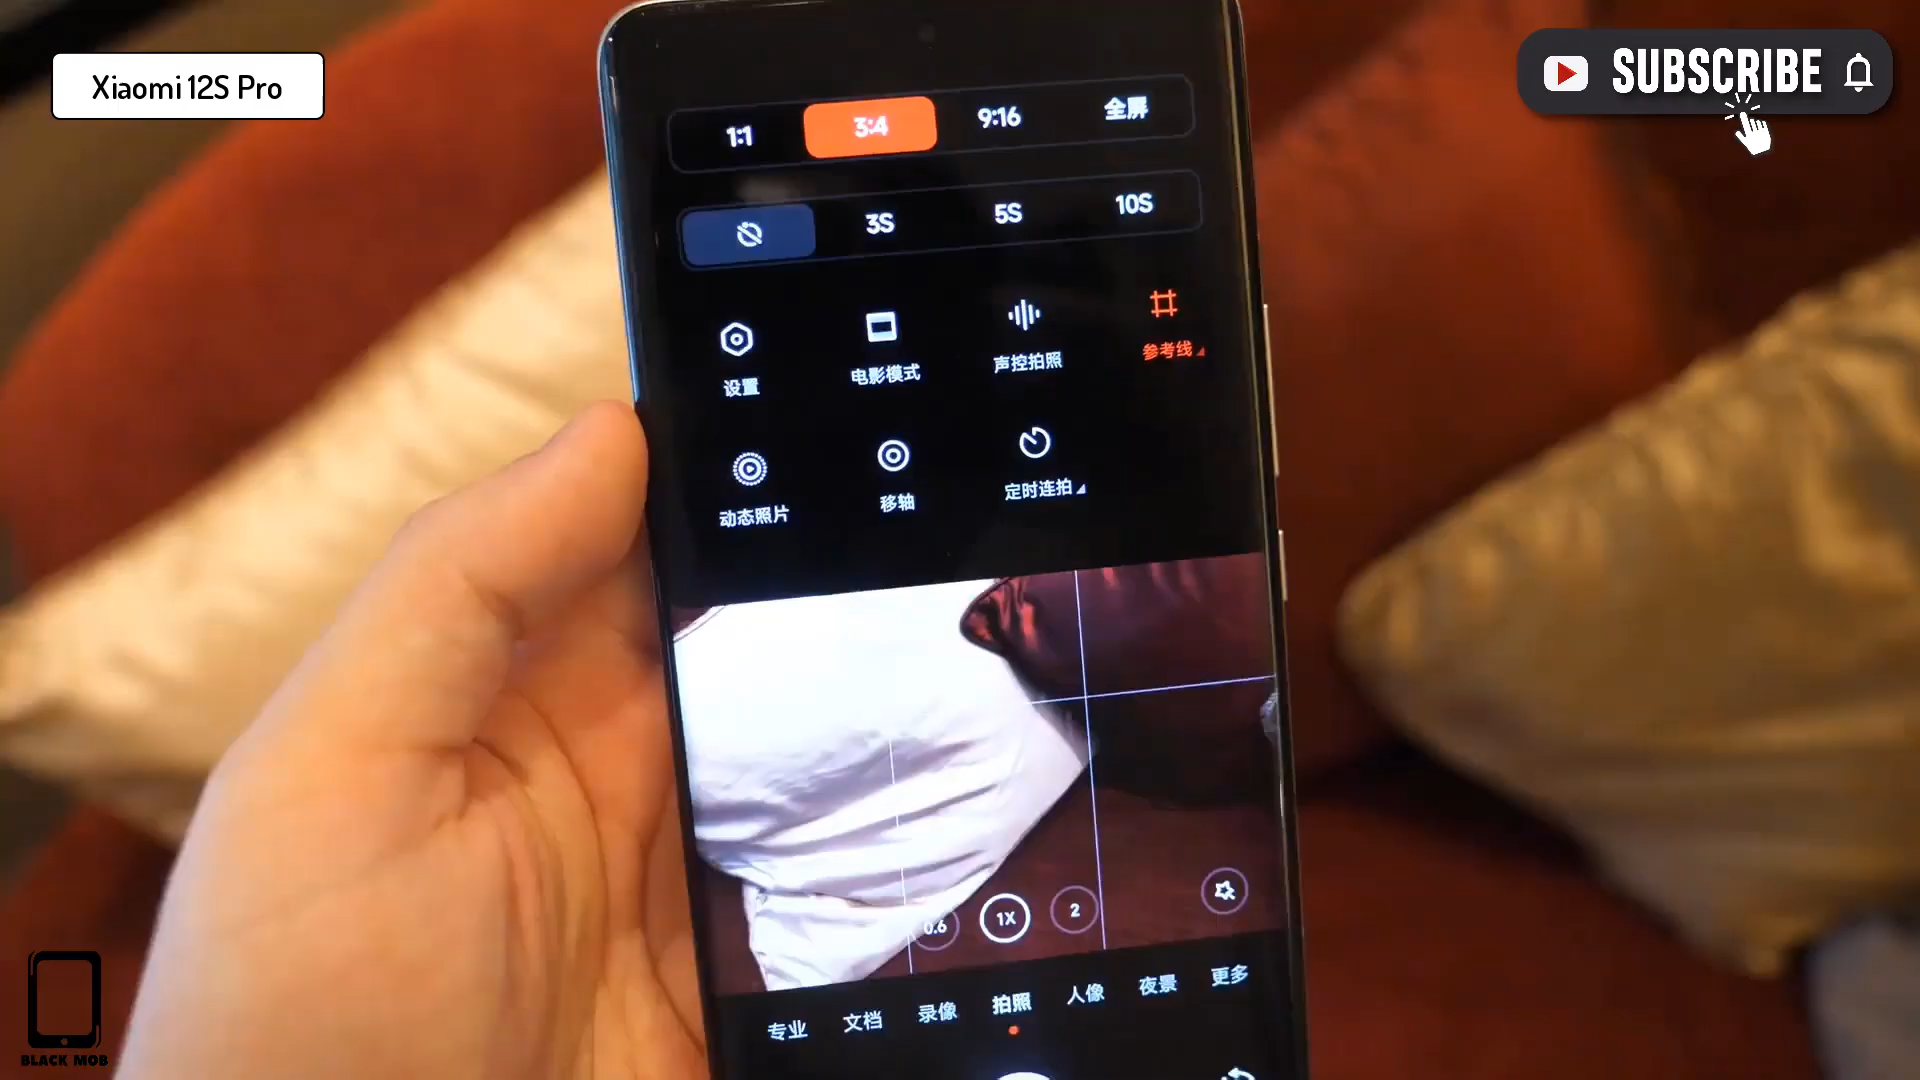 Xiaomi 12S Pro
SUBSCRIBE
1:1 3:4 9:16 全屏
3S 5S 10S
设置 电影模式 声控拍照 参考线
动态照片 移轴 定时连拍
0.6 1X 2
专业 文档 录像 拍照 人像 夜景 更多
BLACK MOB